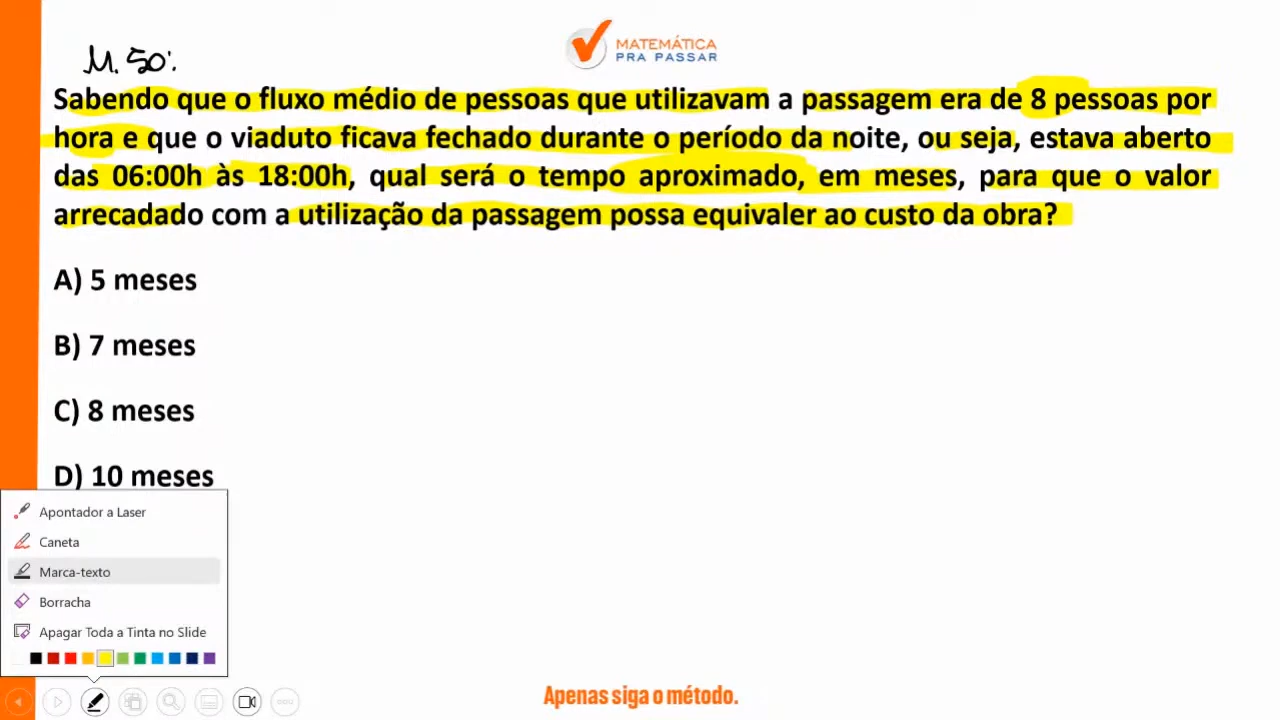 M. 50:
MATEMÁTICA
PRA PASSAR
Sabendo que o fluxo médio de pessoas que utilizavam a passagem era de 8 pessoas por
hora e que o viaduto ficava fechado durante o período da noite, ou seja, estava aberto
das 06:00h às 18:00h, qual será o tempo aproximado, em meses, para que o valor
arrecadado com a utilização da passagem possa equivaler ao custo da obra?
A) 5 meses
B) 7 meses
C) 8 meses
D) 10 meses
Apontador a Laser
Caneta
Marca-texto
Borracha
Apagar Toda a Tinta no Slide
Apenas siga o método.